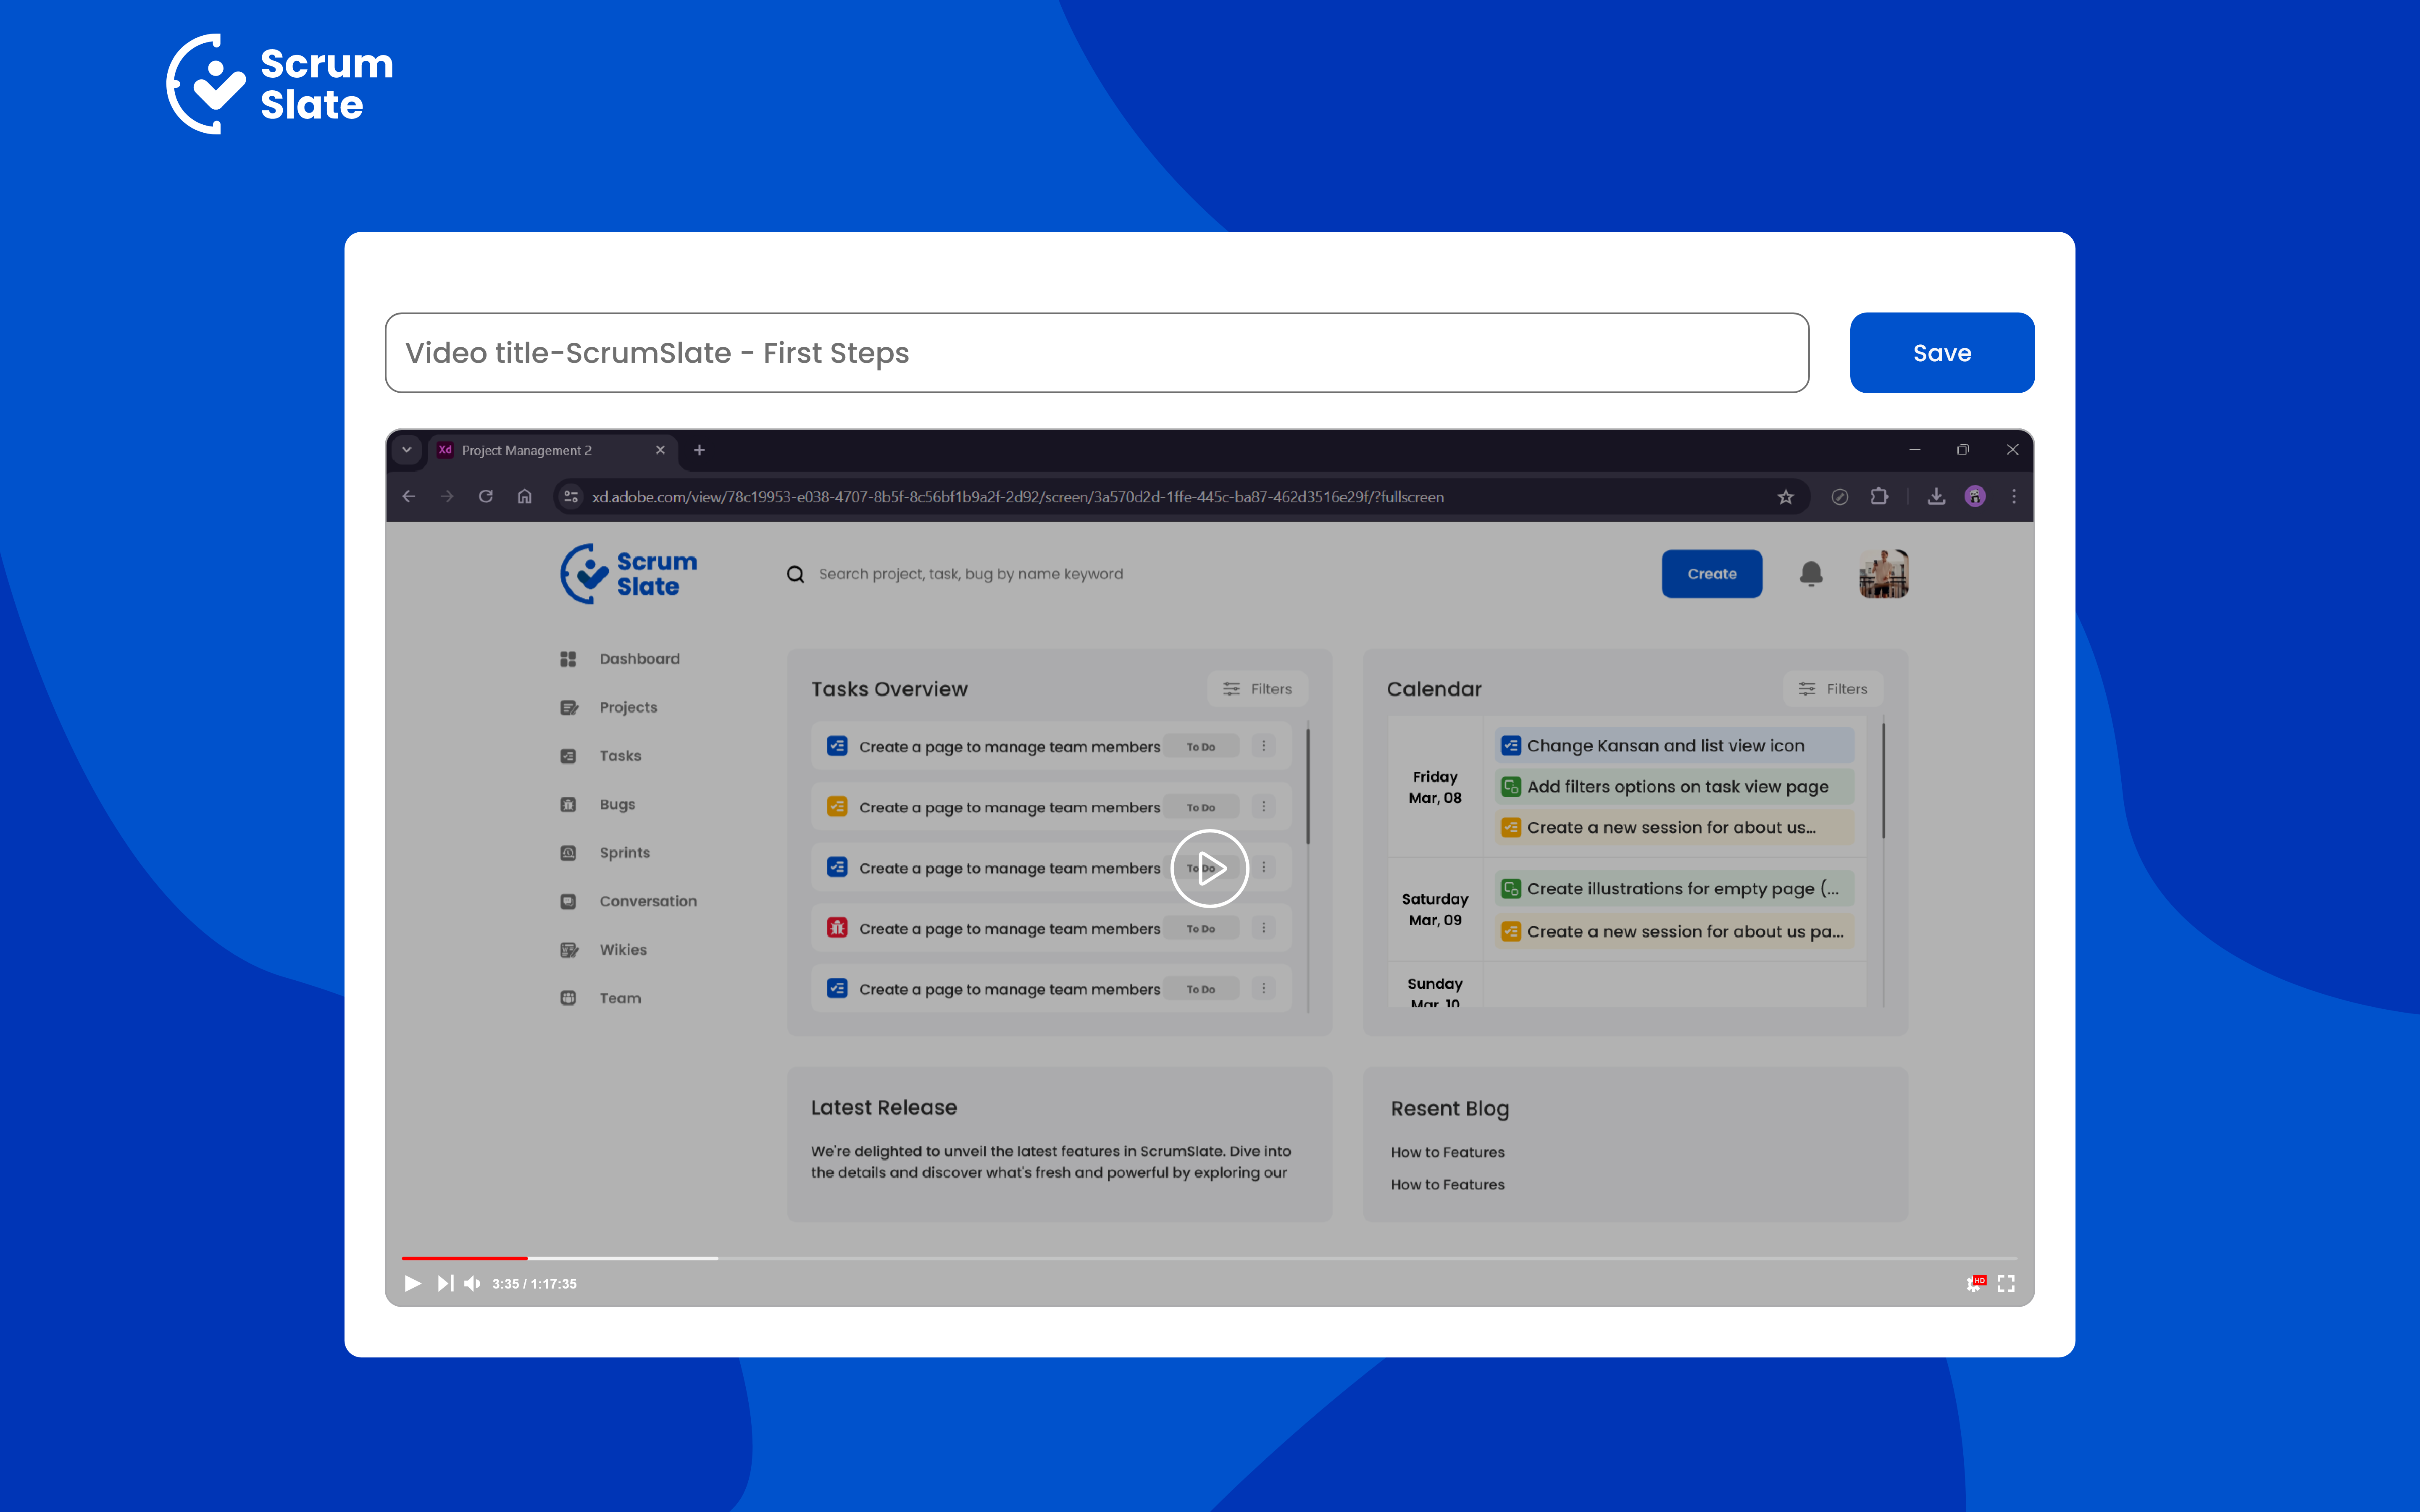 Scrum
Slate
Video title-ScrumSlate - First Steps
Save
Xd Project Management 2
xd.adobe.com/view/78c19953-e038-4707-8b5f-8c56bf1b9a2f-2d92/screen/3a570d2d-1ffe-445c-ba87-462d3516e29f/?fullscreen
Scrum
Slate
Search project, task, bug by name keyword
Create
Dashboard
Projects
Tasks
Bugs
Sprints
Conversation
Wikies
Team
Tasks Overview
Filters
Create a page to manage team members To Do
Create a page to manage team members To Do
Create a page to manage team members To Do
Create a page to manage team members To Do
Create a page to manage team members To Do
Calendar
Filters
Friday
Mar, 08
Change Kansan and list view icon
Add filters options on task view page
Create a new session for about us...
Saturday
Mar, 09
Create illustrations for empty page (...
Create a new session for about us pa...
Sunday
Mar, 10
Latest Release
We're delighted to unveil the latest features in ScrumSlate. Dive into
the details and discover what's fresh and powerful by exploring our
Resent Blog
How to Features
How to Features
3:35 / 1:17:35
HD